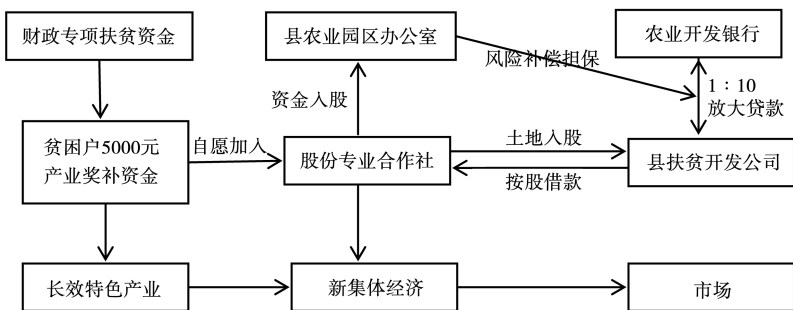 财政专项扶贫资金
县农业园区办公室
农业开发银行
风险补偿担保
1：10
放大贷款
资金入股
贫困户5000元
产业奖补资金
自愿加入
股份专业合作社
土地入股
按股借款
县扶贫开发公司
长效特色产业
新集体经济
市场